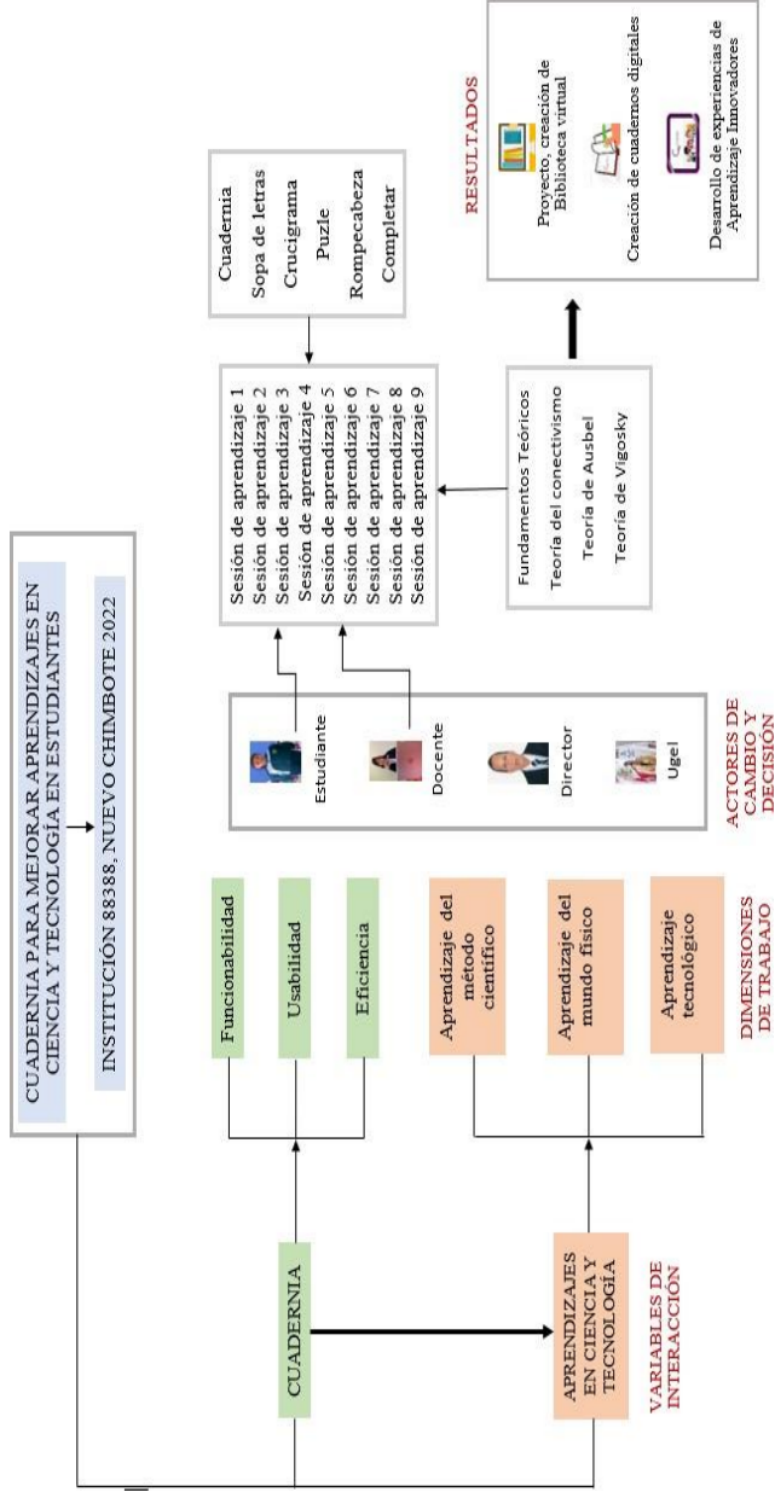 CUADERNIA PARA MEJORAR APRENDIZAJES EN
CIENCIA Y TECNOLOGÍA EN ESTUDIANTES
INSTITUCIÓN 88388, NUEVO CHIMBOTE 2022
CUADERNIA
APRENDIZAJES
EN CIENCIA Y
TECNOLOGÍA
VARIABLES DE
INTERACCIÓN
Funcionabilidad
Usabilidad
Eficiencia
Aprendizaje del
método
científico
Aprendizaje del
mundo físico
Aprendizaje
tecnológico
DIMENSIONES
DE TRABAJO
Estudiante
Docente
Director
Ugel
ACTORES DE
CAMBIO Y
DECISIÓN
Sesión de aprendizaje 1
Sesión de aprendizaje 2
Sesión de aprendizaje 3
Sesión de aprendizaje 4
Sesión de aprendizaje 5
Sesión de aprendizaje 6
Sesión de aprendizaje 7
Sesión de aprendizaje 8
Sesión de aprendizaje 9
Fundamentos Teóricos
Teoría del conectivismo
Teoría de Ausbel
Teoría de Vigosky
Cuadernia
Sopa de letras
Crucigrama
Puzle
Rompecabeza
Completar
RESULTADOS
Proyecto, creación de
Biblioteca virtual
Creación de cuadernos digitales
Desarrollo de experiencias de
Aprendizaje Innovadores